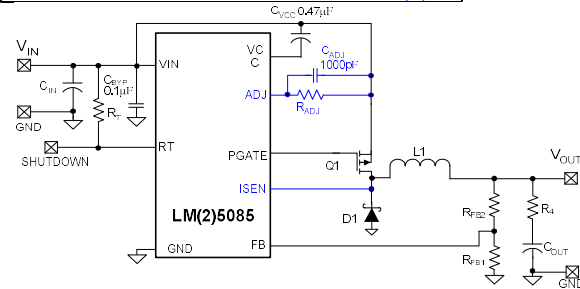 CVCC 0.47µF
VIN
VIN
VC
C
CADJ
1000pF
CBYP
0.1µF
CIN
ADJ
RADJ
RT
GND
SHUTDOWN
RT
PGATE
Q1
L1
VOUT
ISEN
LM(2)5085
D1
RFB2
R4
GND
FB
RFB1
COUT
GND